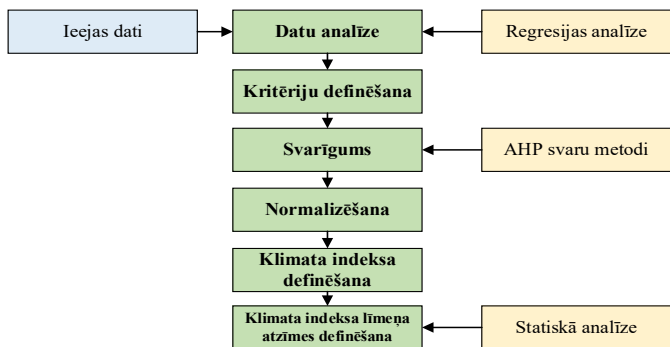 Ieejas dati
Datu analīze
Regresijas analīze
Kritēriju definēšana
Svarīgums
AHP svaru metodi
Normalizēšana
Klimata indeksa
definēšana
Klimata indeksa līmeņa
atzīmes definēšana
Statiskā analīze